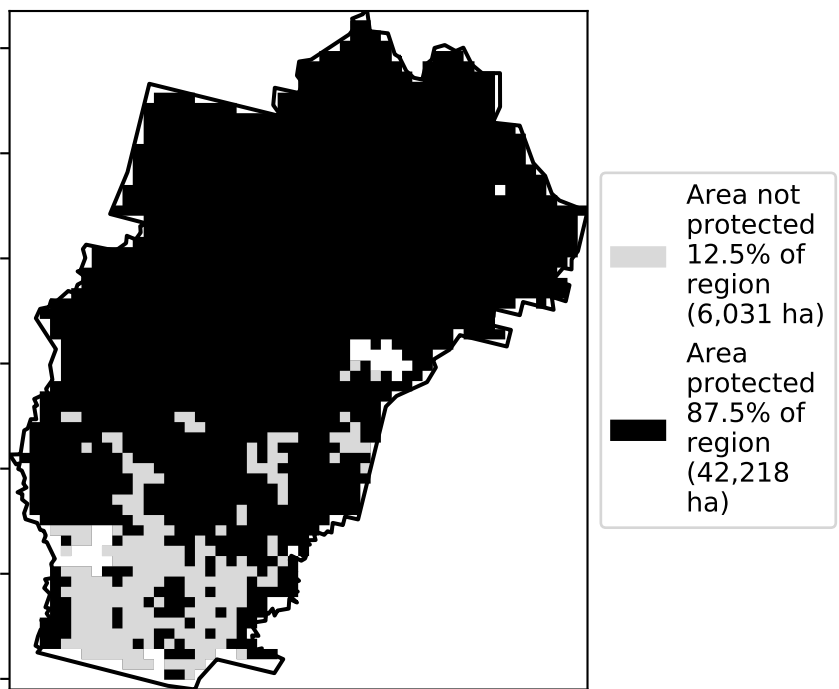 Area not
protected
12.5% of
region
(6,031 ha)
Area
protected
87.5% of
region
(42,218
ha)